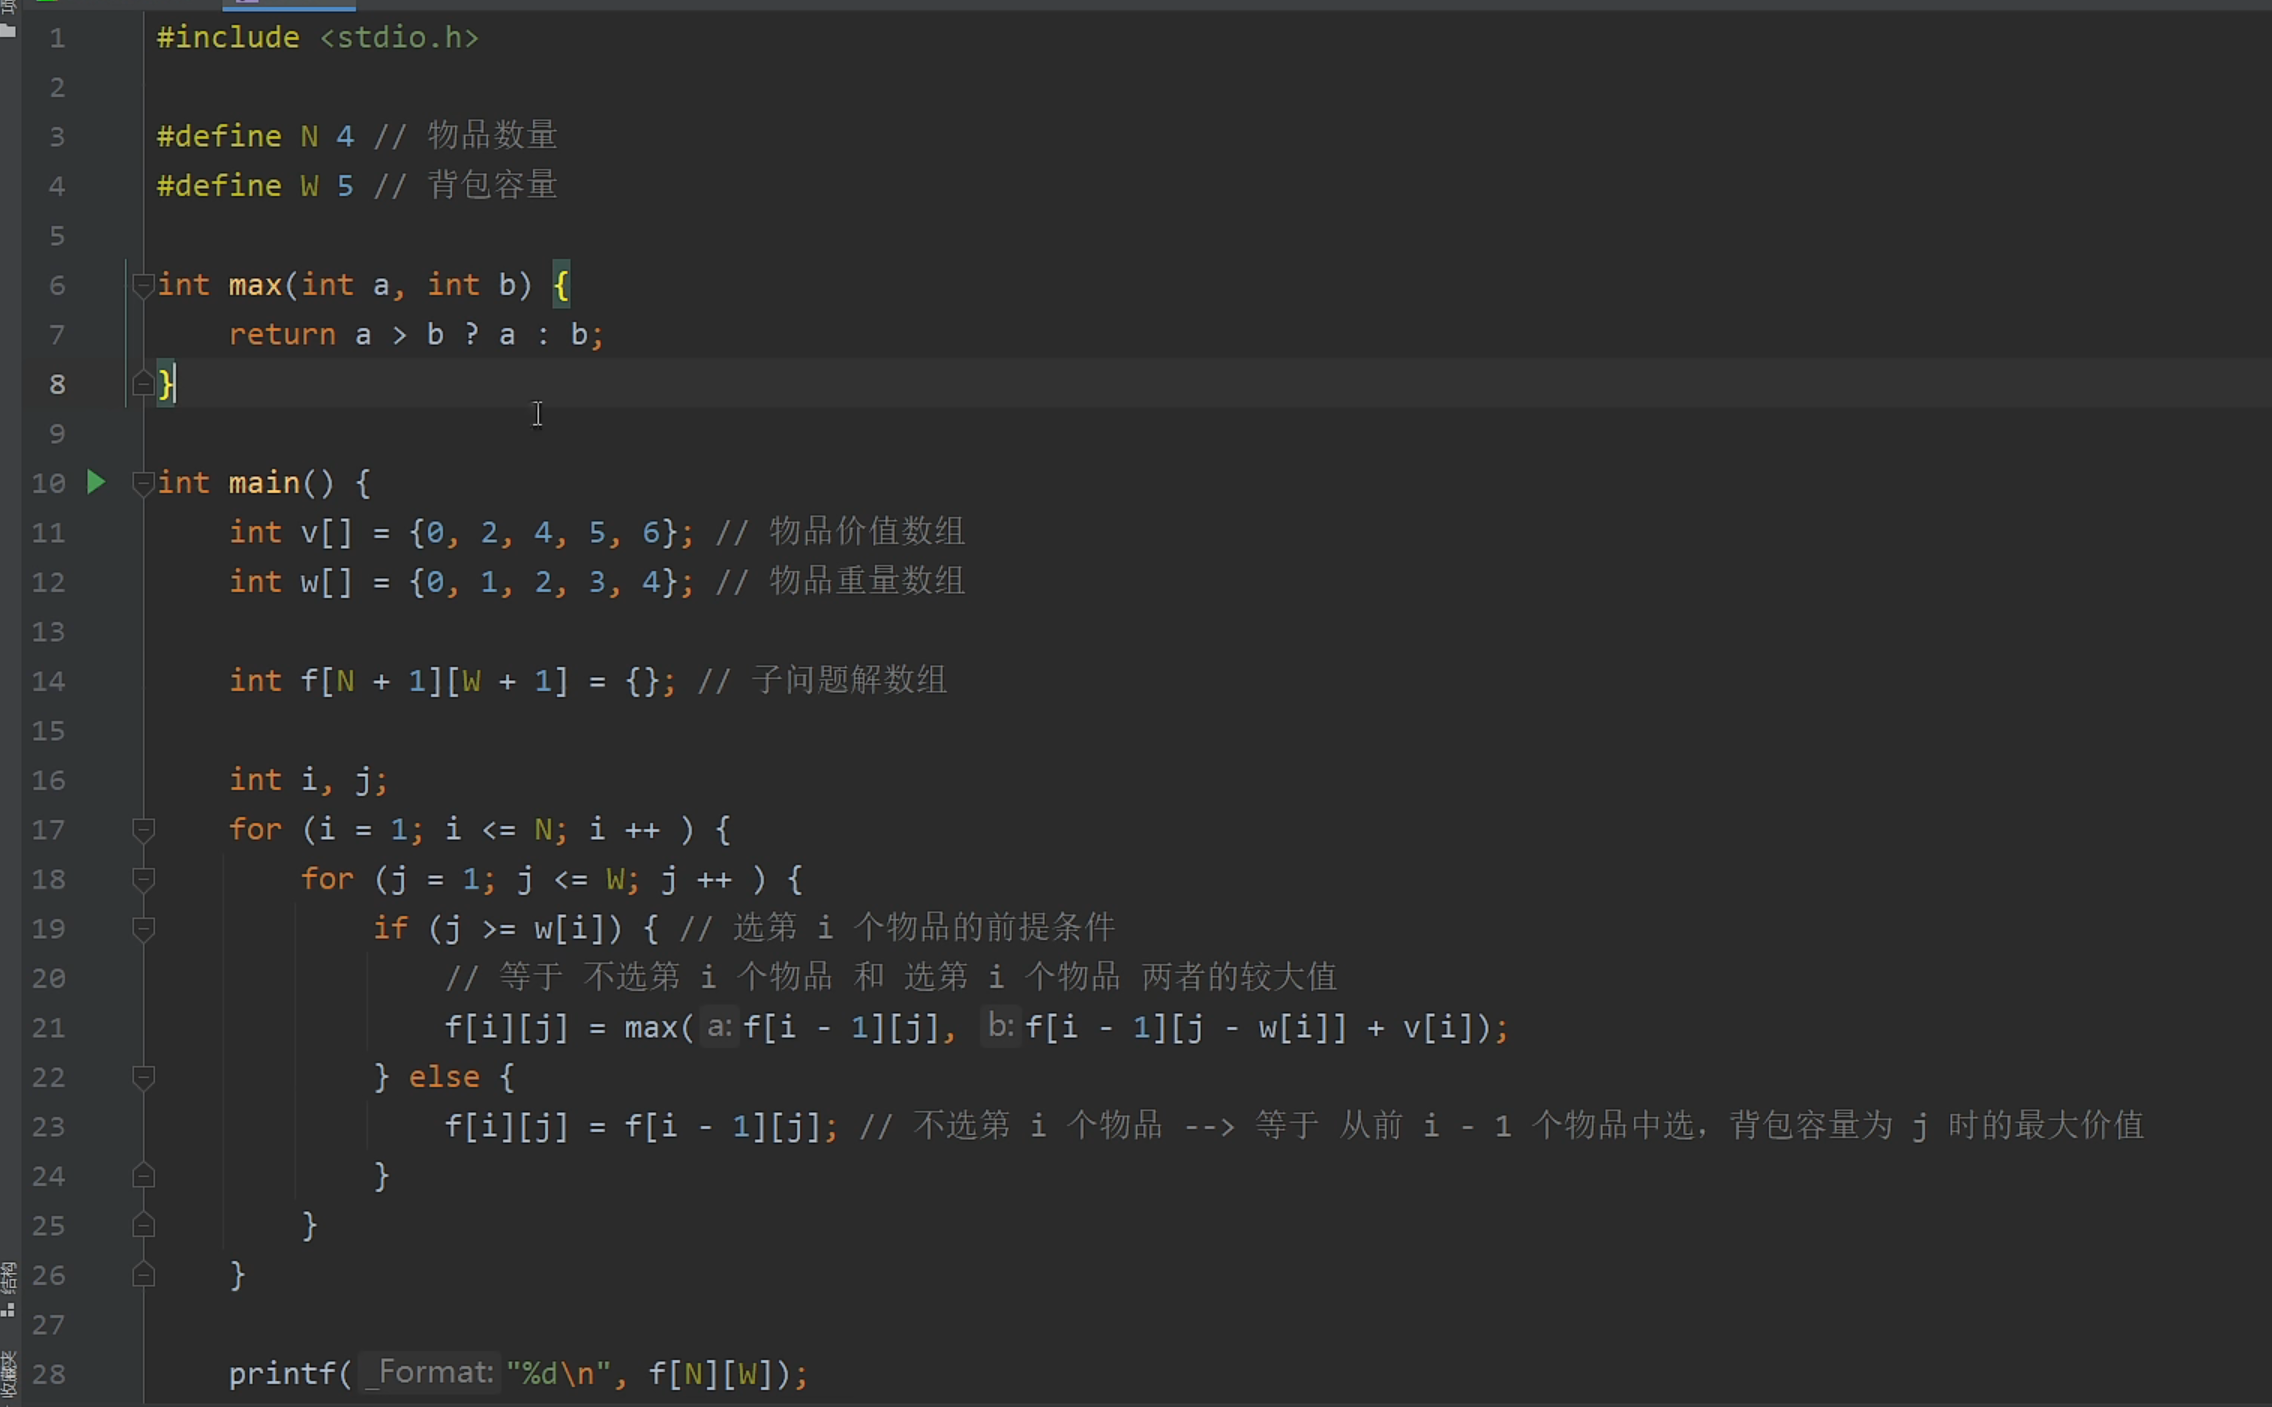 1 #include <stdio.h>
2
3 #define N 4 // 物品数量
4 #define W 5 // 背包容量
5
6 int max(int a, int b) {
7     return a > b ? a : b;
8 }
9
10 int main() {
11     int v[] = {0, 2, 4, 5, 6}; // 物品价值数组
12     int w[] = {0, 1, 2, 3, 4}; // 物品重量数组
13
14     int f[N + 1][W + 1] = {}; // 子问题解数组
15
16     int i, j;
17     for (i = 1; i <= N; i ++ ) {
18         for (j = 1; j <= W; j ++ ) {
19             if (j >= w[i]) { // 选第 i 个物品的前提条件
20                 // 等于 不选第 i 个物品 和 选第 i 个物品 两者的较大值
21                 f[i][j] = max( a: f[i - 1][j], b: f[i - 1][j - w[i]] + v[i]);
22             } else {
23                 f[i][j] = f[i - 1][j]; // 不选第 i 个物品 --> 等于 从前 i - 1 个物品中选，背包容量为 j 时的最大价值
24             }
25         }
26     }
27
28     printf( _Format: "%d\n", f[N][W]);
结构
收藏夹